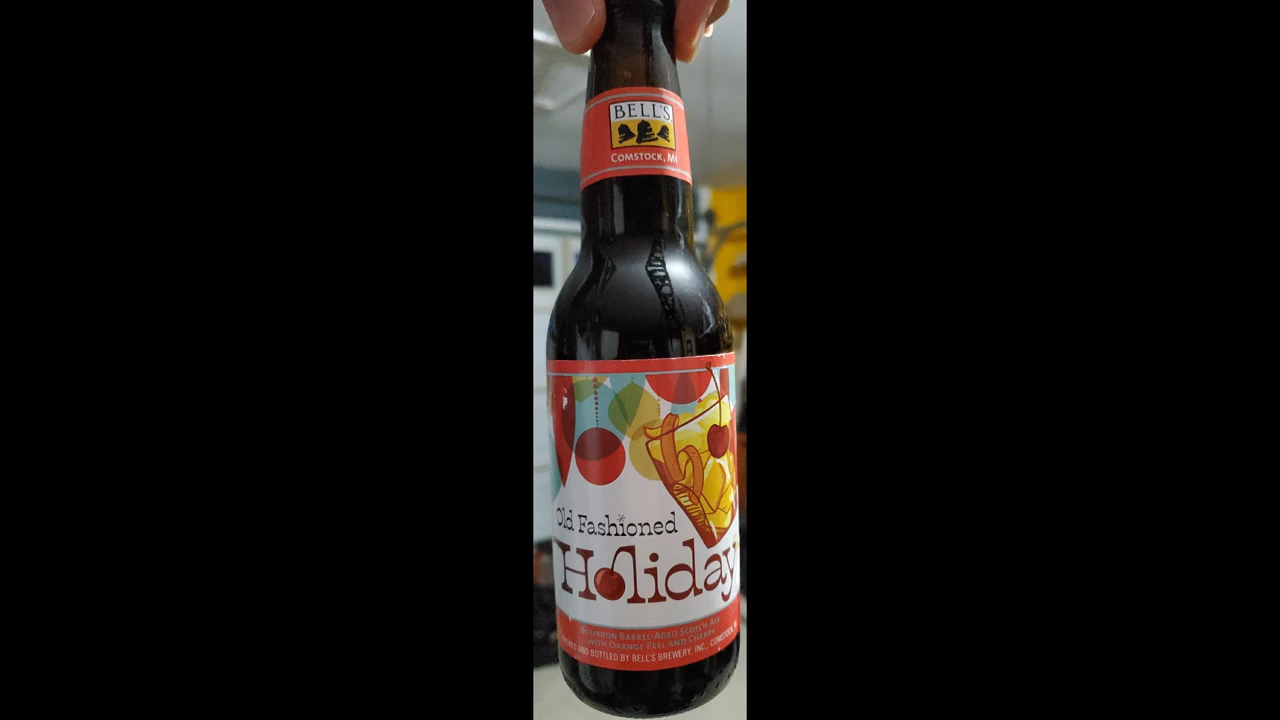 BELL'S
COMSTOCK, MI
Old Fashioned
Holiday
BOURBON BARREL-AGED SCOTCH ALE
WITH ORANGE PEEL AND CHERRY
AND BOTTLED BY BELL'S BREWERY, INC., COMSTOCK,